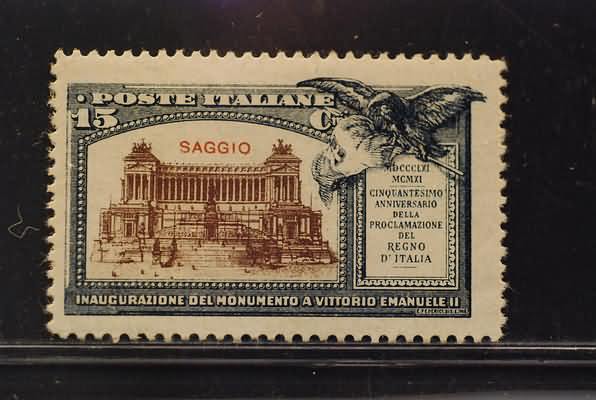 POSTE ITALIANE
15 C
SAGGIO
MDCCCLXI
MCMXI
CINQUANTESIMO
ANNIVERSARIO
DELLA
PROCLAMAZIONE
DEL
REGNO
D'ITALIA
INAUGURAZIONE DEL MONUMENTO A VITTORIO EMANUELE II